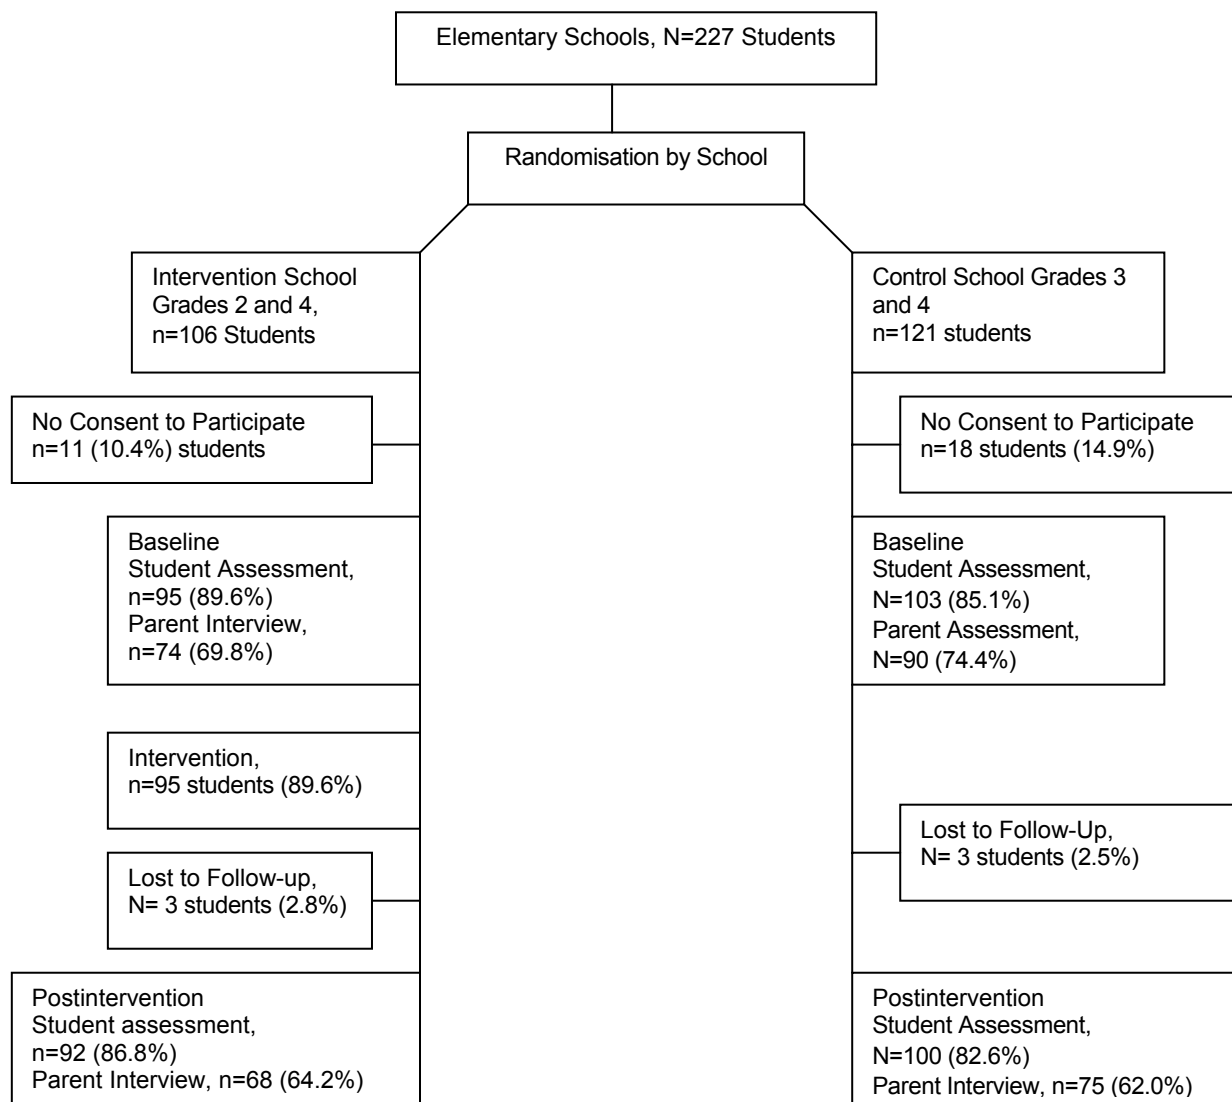 Elementary Schools, N=227 Students
Randomisation by School
Intervention School
Grades 2 and 4,
n=106 Students
Control School Grades 3
and 4
n=121 students
No Consent to Participate
n=11 (10.4%) students
No Consent to Participate
n=18 students (14.9%)
Baseline
Student Assessment,
n=95 (89.6%)
Parent Interview,
n=74 (69.8%)
Baseline
Student Assessment,
N=103 (85.1%)
Parent Assessment,
N=90 (74.4%)
Intervention,
n=95 students (89.6%)
Lost to Follow-Up,
N= 3 students (2.5%)
Lost to Follow-up,
N= 3 students (2.8%)
Postintervention
Student assessment,
n=92 (86.8%)
Parent Interview, n=68 (64.2%)
Postintervention
Student Assessment,
N=100 (82.6%)
Parent Interview, n=75 (62.0%)